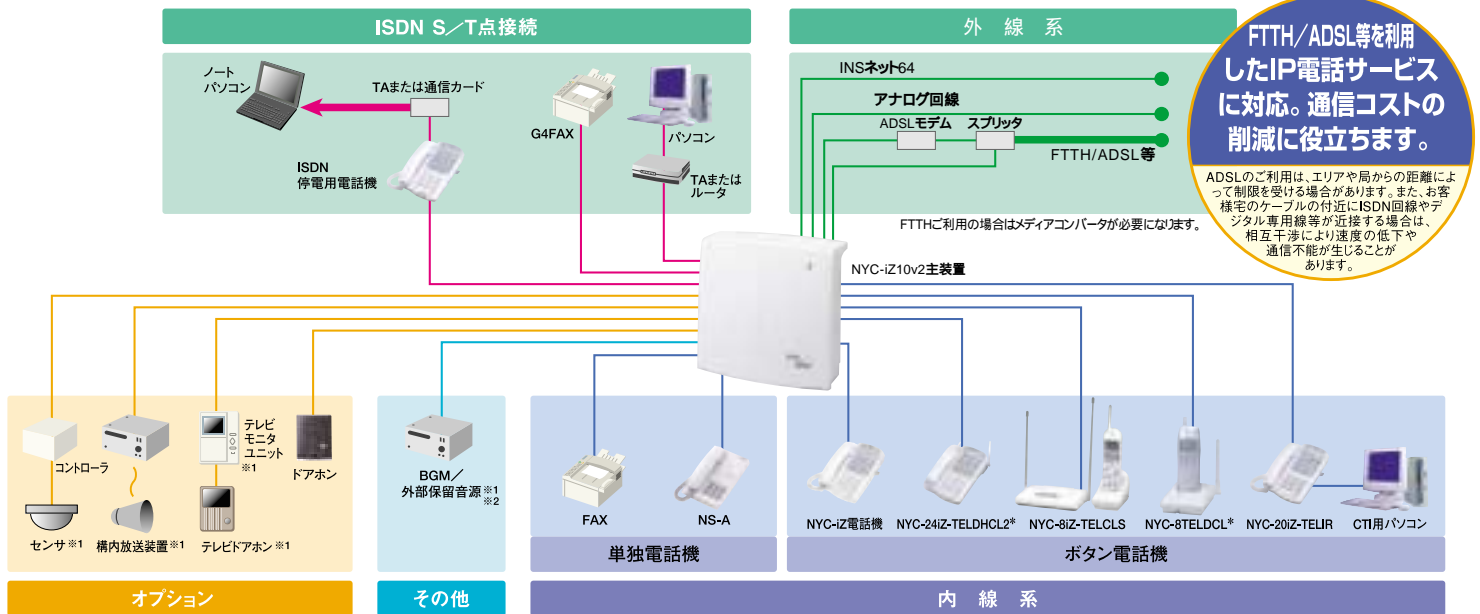 ISDN S/T点接続
ノート
パソコン
TAまたは通信カード
ISDN
停電用電話機
G4FAX
パソコン
TAまたは
ルータ
外線系
INSネット64
アナログ回線
ADSLモデム
スプリッタ
FTTH/ADSL等
FTTHご利用の場合はメディアコンバータが必要になります。
FTTH/ADSL等を利用
したIP電話サービス
に対応。通信コストの
削減に役立ちます。
ADSLのご利用は、エリアや局からの距離によ
って制限を受ける場合があります。また、お客
様宅のケーブルの付近にISDN回線やデ
ジタル専用線等が近接する場合は、
相互干渉により速度の低下や
通信不能が生じることが
あります。
NYC-iZ10v2主装置
コントローラ
センサ※1
構内放送装置※1
テレビ
モニタ
ユニット
※1
テレビドアホン※1
ドアホン
オプション
BGM/
外部保留音源※1
※2
その他
FAX
NS-A
単独電話機
NYC-iZ電話機
NYC-24iZ-TELDHCL2*
NYC-8iZ-TELCLS
NYC-8TELDCL*
NYC-20iZ-TELIR
CTI用パソコン
ボタン電話機
内線系